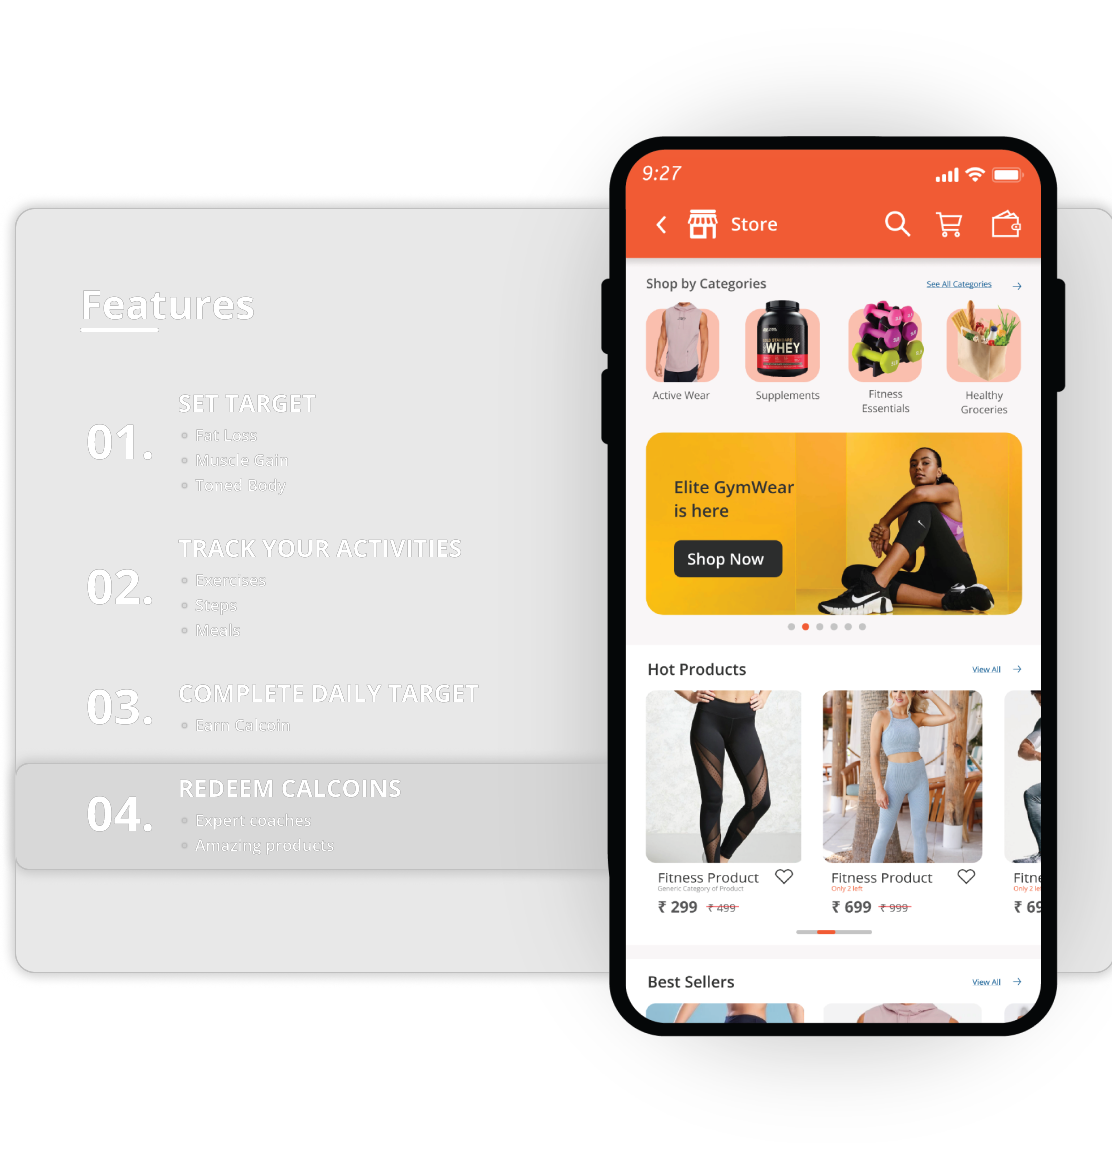 Features
01.
SET TARGET
Fat Loss
Muscle Gain
Toned Body
02.
TRACK YOUR ACTIVITIES
Exercises
Steps
Meals
03.
COMPLETE DAILY TARGET
Earn Calcoin
04.
REDEEM CALCOINS
Expert coaches
Amazing products
9:27
Store
Shop by Categories
See All Categories
WHEY
Active Wear
Supplements
Fitness
Essentials
Healthy
Groceries
Elite GymWear
is here
Shop Now
Hot Products
View All
Fitness Product
Generic Category of Product
₹ 299 ₹ 499
Fitness Product
Only 2 left
₹ 699 ₹ 999
Fitne
Only 2 le
₹ 69
Best Sellers
View All